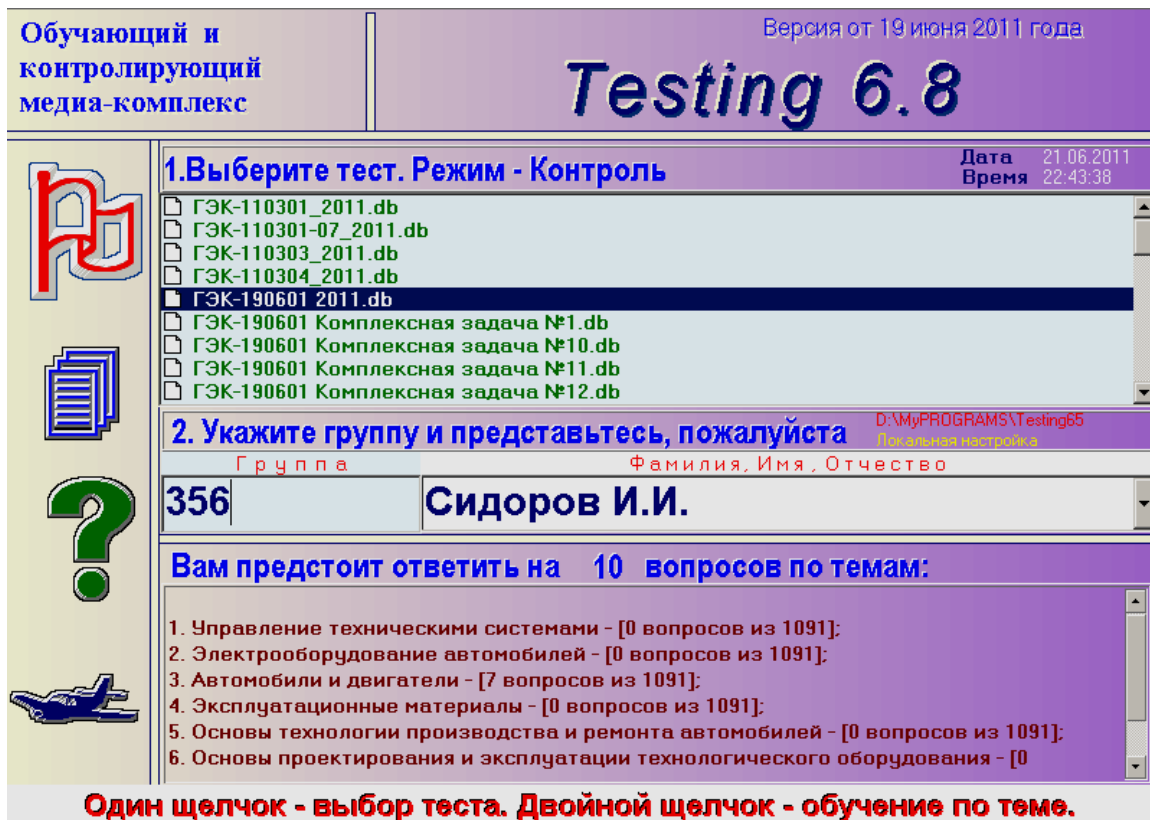 Обучающий и
контролирующий
медиа-комплекс
Версия от 19 июня 2011 года
Testing 6.8
1.Выберите тест. Режим - Контроль
Дата 21.06.2011
Время 22:43:38
ГЭК-110301_2011.db
ГЭК-110301-07_2011.db
ГЭК-110303_2011.db
ГЭК-110304_2011.db
ГЭК-190601 2011.db
ГЭК-190601 Комплексная задача №1.db
ГЭК-190601 Комплексная задача №10.db
ГЭК-190601 Комплексная задача №11.db
ГЭК-190601 Комплексная задача №12.db
2. Укажите группу и представьтесь, пожалуйста
D:\MyPROGRAMS\Testing65
Локальная настройка
Группа
Фамилия, Имя, Отчество
356
Сидоров И.И.
Вам предстоит ответить на 10 вопросов по темам:
1. Управление техническими системами - [0 вопросов из 1091];
2. Электрооборудование автомобилей - [0 вопросов из 1091];
3. Автомобили и двигатели - [7 вопросов из 1091];
4. Эксплуатационные материалы - [0 вопросов из 1091];
5. Основы технологии производства и ремонта автомобилей - [0 вопросов из 1091];
6. Основы проектирования и эксплуатации технологического оборудования - [0
Один щелчок - выбор теста. Двойной щелчок - обучение по теме.